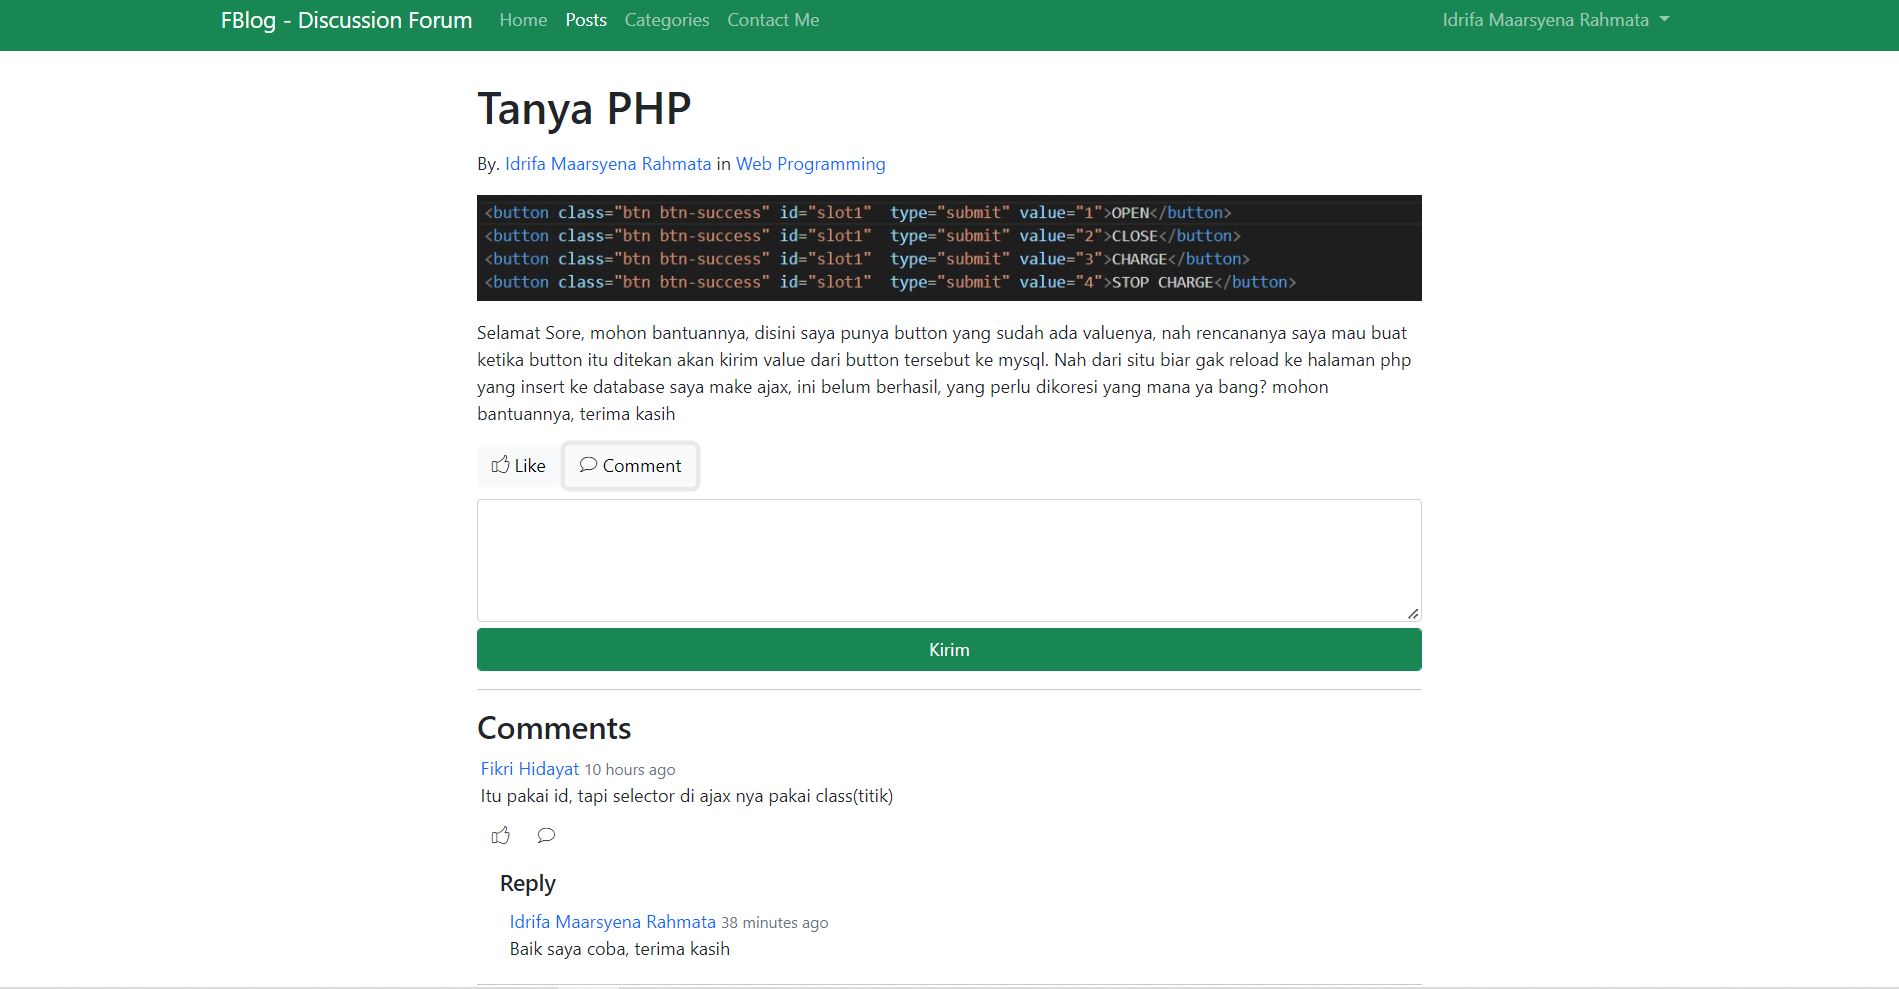 FBlog - Discussion Forum Home Posts Categories Contact Me Idrifa Maarsyena Rahmata
Tanya PHP
By. Idrifa Maarsyena Rahmata in Web Programming
<button class="btn btn-success" id="slot1"  type="submit" value="1">OPEN</button>
<button class="btn btn-success" id="slot1"  type="submit" value="2">CLOSE</button>
<button class="btn btn-success" id="slot1"  type="submit" value="3">CHARGE</button>
<button class="btn btn-success" id="slot1"  type="submit" value="4">STOP CHARGE</button>
Selamat Sore, mohon bantuannya, disini saya punya button yang sudah ada valuenya, nah rencananya saya mau buat
ketika button itu ditekan akan kirim value dari button tersebut ke mysql. Nah dari situ biar gak reload ke halaman php
yang insert ke database saya make ajax, ini belum berhasil, yang perlu dikoresi yang mana ya bang? mohon
bantuannya, terima kasih
Like Comment
Kirim
Comments
Fikri Hidayat 10 hours ago
Itu pakai id, tapi selector di ajax nya pakai class(titik)
Reply
Idrifa Maarsyena Rahmata 38 minutes ago
Baik saya coba, terima kasih